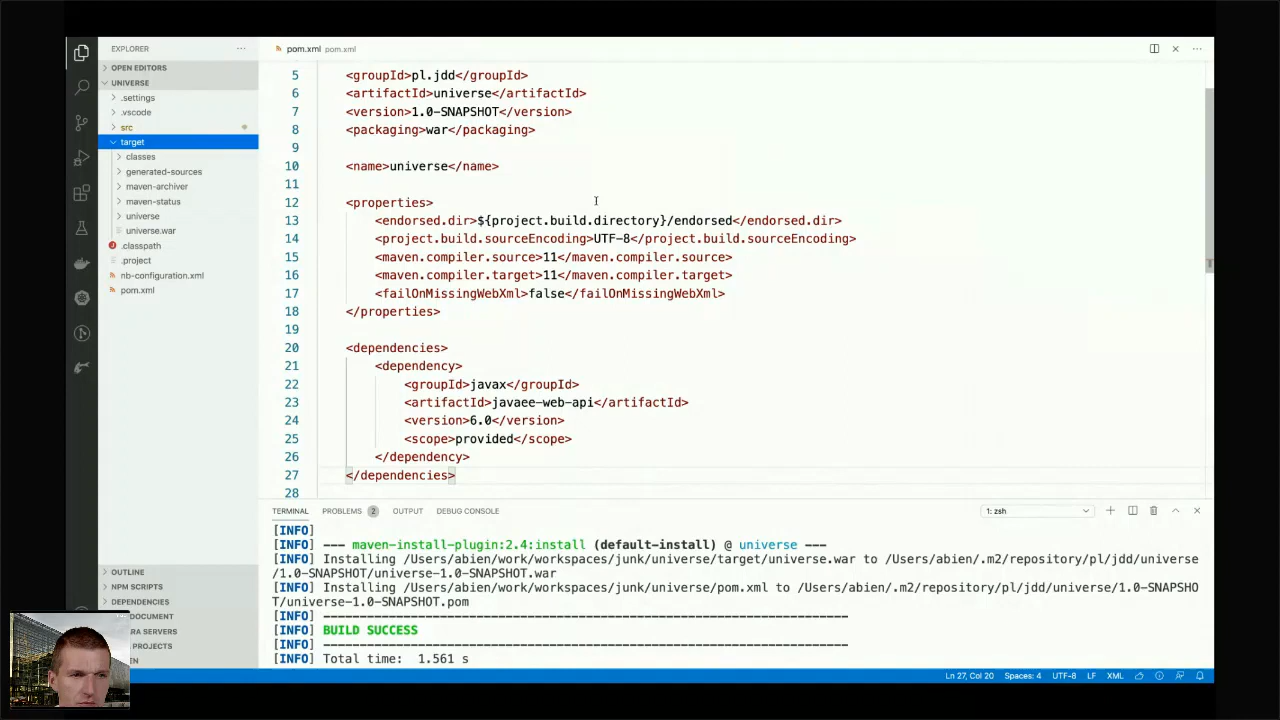 EXPLORER
OPEN EDITORS
UNIVERSE
.settings
.vscode
src
target
classes
generated-sources
maven-archiver
maven-status
universe
universe.war
.classpath
.project
nb-configuration.xml
pom.xml
OUTLINE
NPM SCRIPTS
DEPENDENCIES
DOCUMENT
RA SERVERS
PROJECTS
EN
pom.xml pom.xml
5 <groupId>pl.jdd</groupId>
6 <artifactId>universe</artifactId>
7 <version>1.0-SNAPSHOT</version>
8 <packaging>war</packaging>
9
10 <name>universe</name>
11
12 <properties>
13 <endorsed.dir>${project.build.directory}/endorsed</endorsed.dir>
14 <project.build.sourceEncoding>UTF-8</project.build.sourceEncoding>
15 <maven.compiler.source>11</maven.compiler.source>
16 <maven.compiler.target>11</maven.compiler.target>
17 <failOnMissingWebXml>false</failOnMissingWebXml>
18 </properties>
19
20 <dependencies>
21 <dependency>
22 <groupId>javax</groupId>
23 <artifactId>javaee-web-api</artifactId>
24 <version>6.0</version>
25 <scope>provided</scope>
26 </dependency>
27 </dependencies>
28
TERMINAL PROBLEMS 2 OUTPUT DEBUG CONSOLE 1: zsh
[INFO]
[INFO] --- maven-install-plugin:2.4:install (default-install) @ universe ---
[INFO] Installing /Users/abien/work/workspaces/junk/universe/target/universe.war to /Users/abien/.m2/repository/pl/jdd/universe
/1.0-SNAPSHOT/universe-1.0-SNAPSHOT.war
[INFO] Installing /Users/abien/work/workspaces/junk/universe/pom.xml to /Users/abien/.m2/repository/pl/jdd/universe/1.0-SNAPSHO
T/universe-1.0-SNAPSHOT.pom
[INFO] ------------------------------------------------------------------------
[INFO] BUILD SUCCESS
[INFO] ------------------------------------------------------------------------
[INFO] Total time: 1.561 s
Ln 27, Col 20 Spaces: 4 UTF-8 LF XML